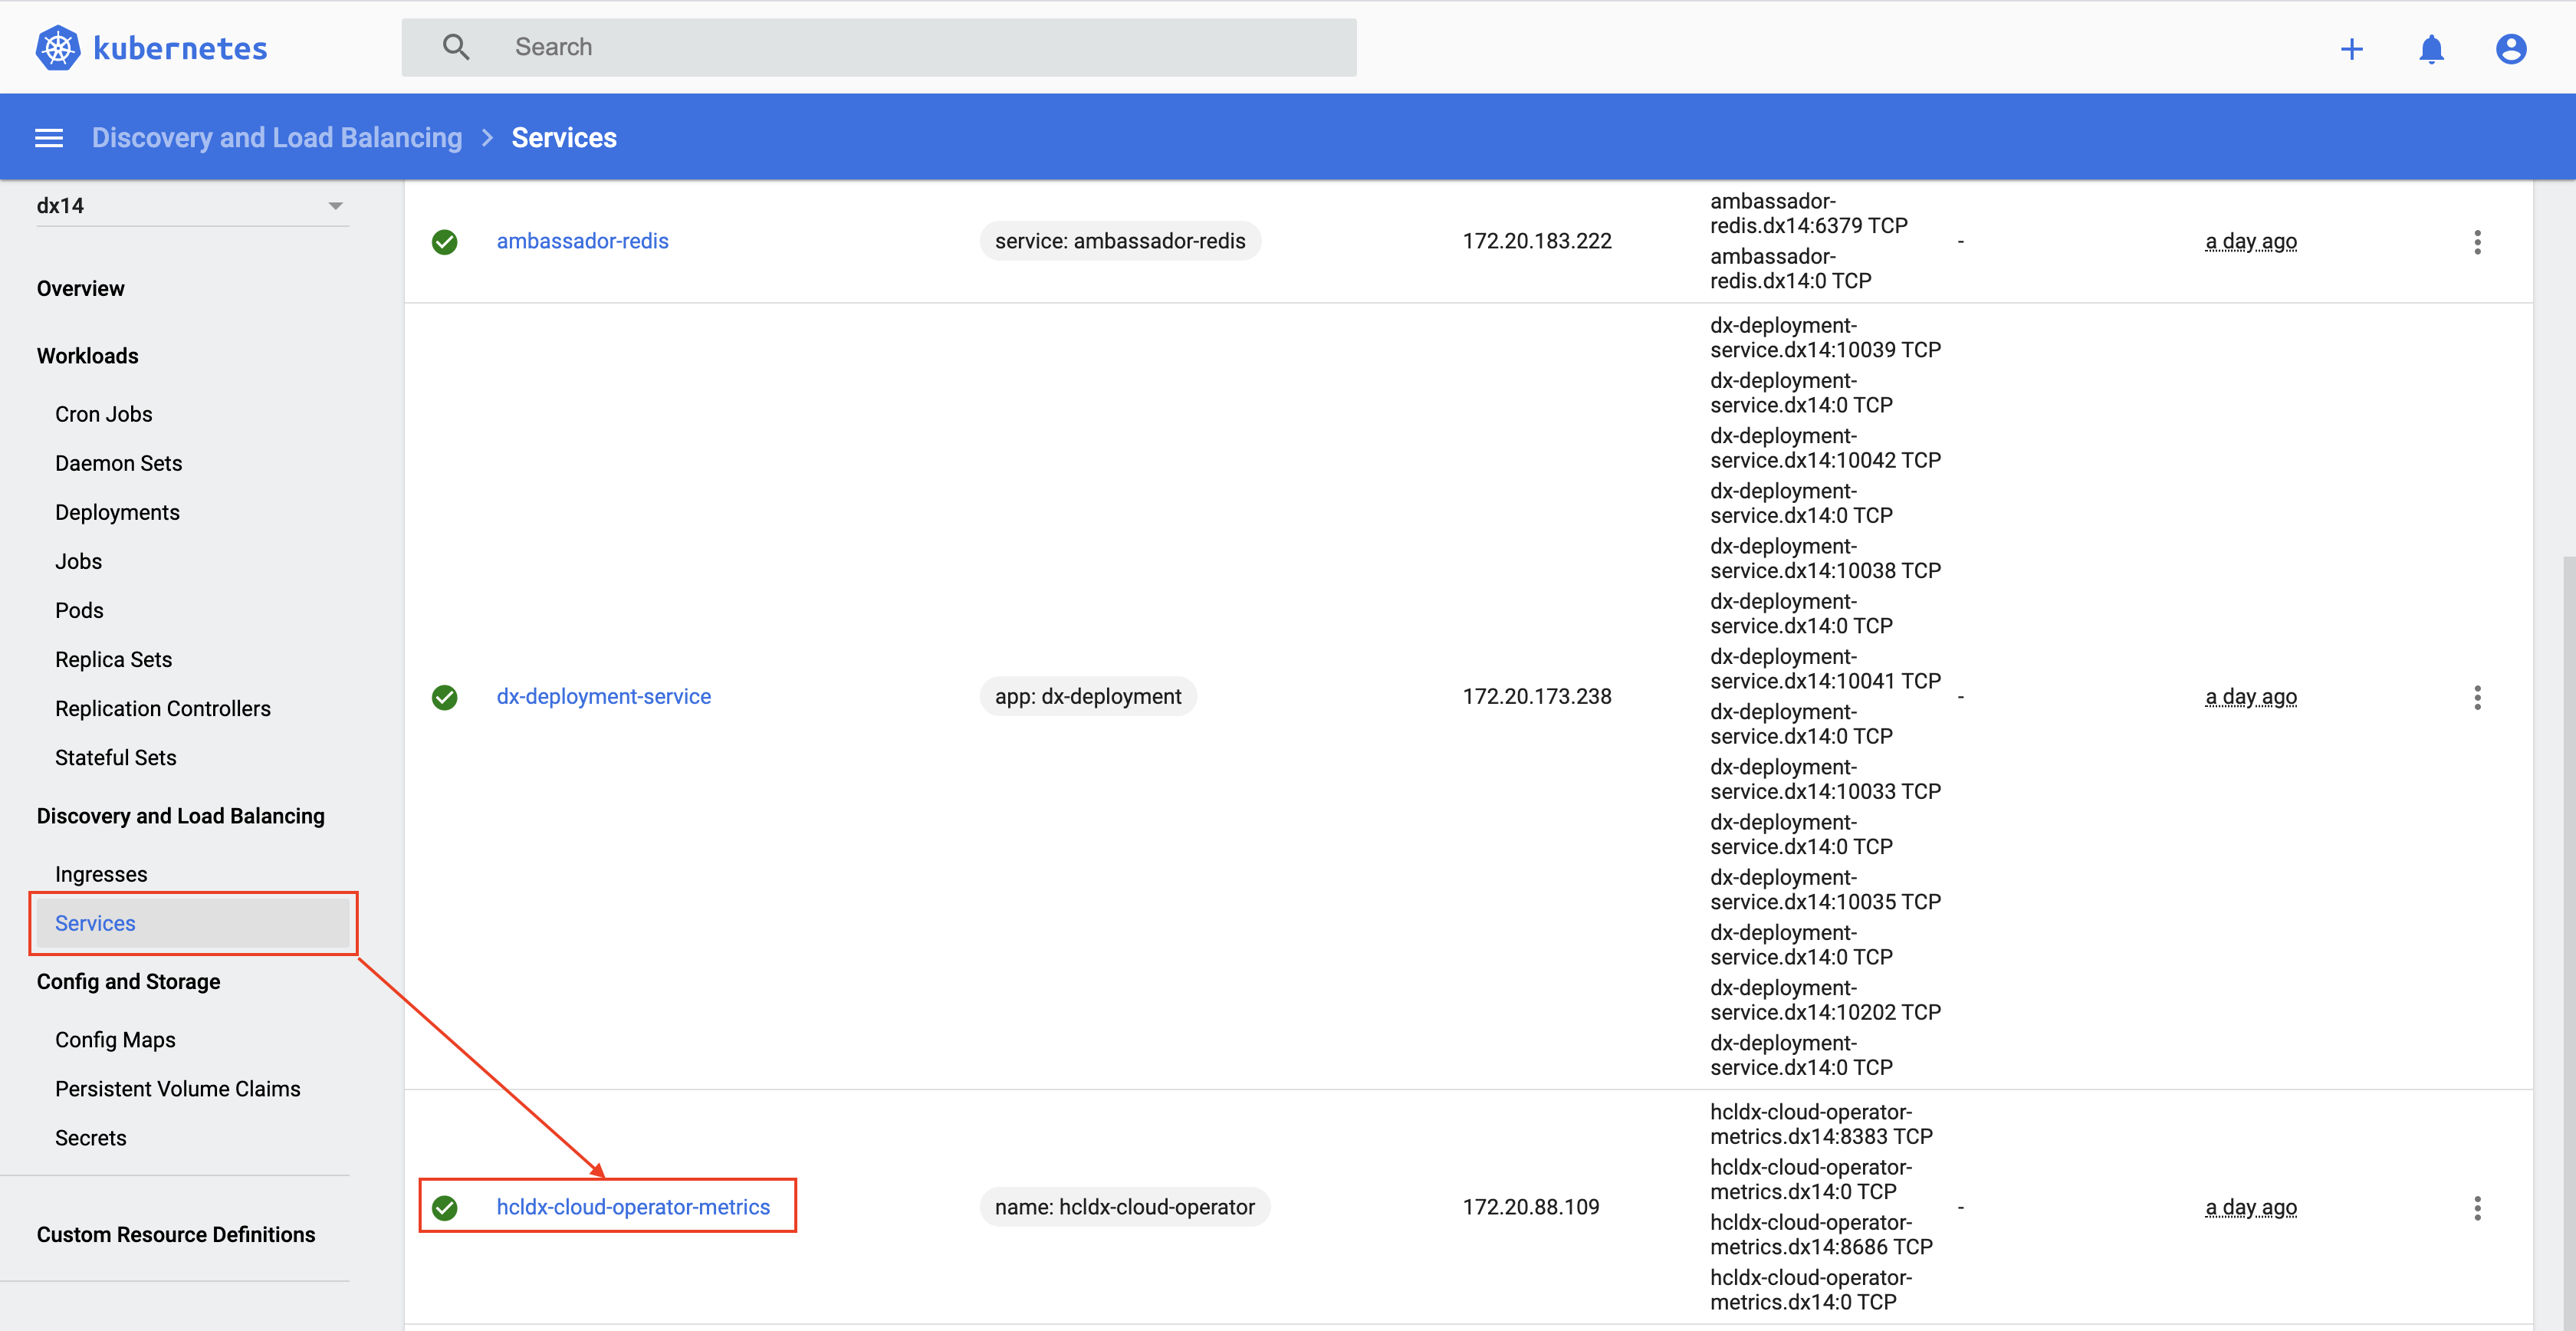 kubernetes
Search
Discovery and Load Balancing > Services
dx14
Overview
Workloads
Cron Jobs
Daemon Sets
Deployments
Jobs
Pods
Replica Sets
Replication Controllers
Stateful Sets
Discovery and Load Balancing
Ingresses
Services
Config and Storage
Config Maps
Persistent Volume Claims
Secrets
Custom Resource Definitions
ambassador-redis
service: ambassador-redis
172.20.183.222
ambassador-
redis.dx14:6379 TCP
ambassador-
redis.dx14:0 TCP
-
a day ago
dx-deployment-service
app: dx-deployment
172.20.173.238
dx-deployment-
service.dx14:10039 TCP
dx-deployment-
service.dx14:0 TCP
dx-deployment-
service.dx14:10042 TCP
dx-deployment-
service.dx14:0 TCP
dx-deployment-
service.dx14:10038 TCP
dx-deployment-
service.dx14:0 TCP
dx-deployment-
service.dx14:10041 TCP
dx-deployment-
service.dx14:0 TCP
dx-deployment-
service.dx14:10033 TCP
dx-deployment-
service.dx14:0 TCP
dx-deployment-
service.dx14:10035 TCP
dx-deployment-
service.dx14:0 TCP
dx-deployment-
service.dx14:10202 TCP
dx-deployment-
service.dx14:0 TCP
-
a day ago
hcldx-cloud-operator-metrics
name: hcldx-cloud-operator
172.20.88.109
hcldx-cloud-operator-
metrics.dx14:8383 TCP
hcldx-cloud-operator-
metrics.dx14:0 TCP
hcldx-cloud-operator-
metrics.dx14:8686 TCP
hcldx-cloud-operator-
metrics.dx14:0 TCP
-
a day ago